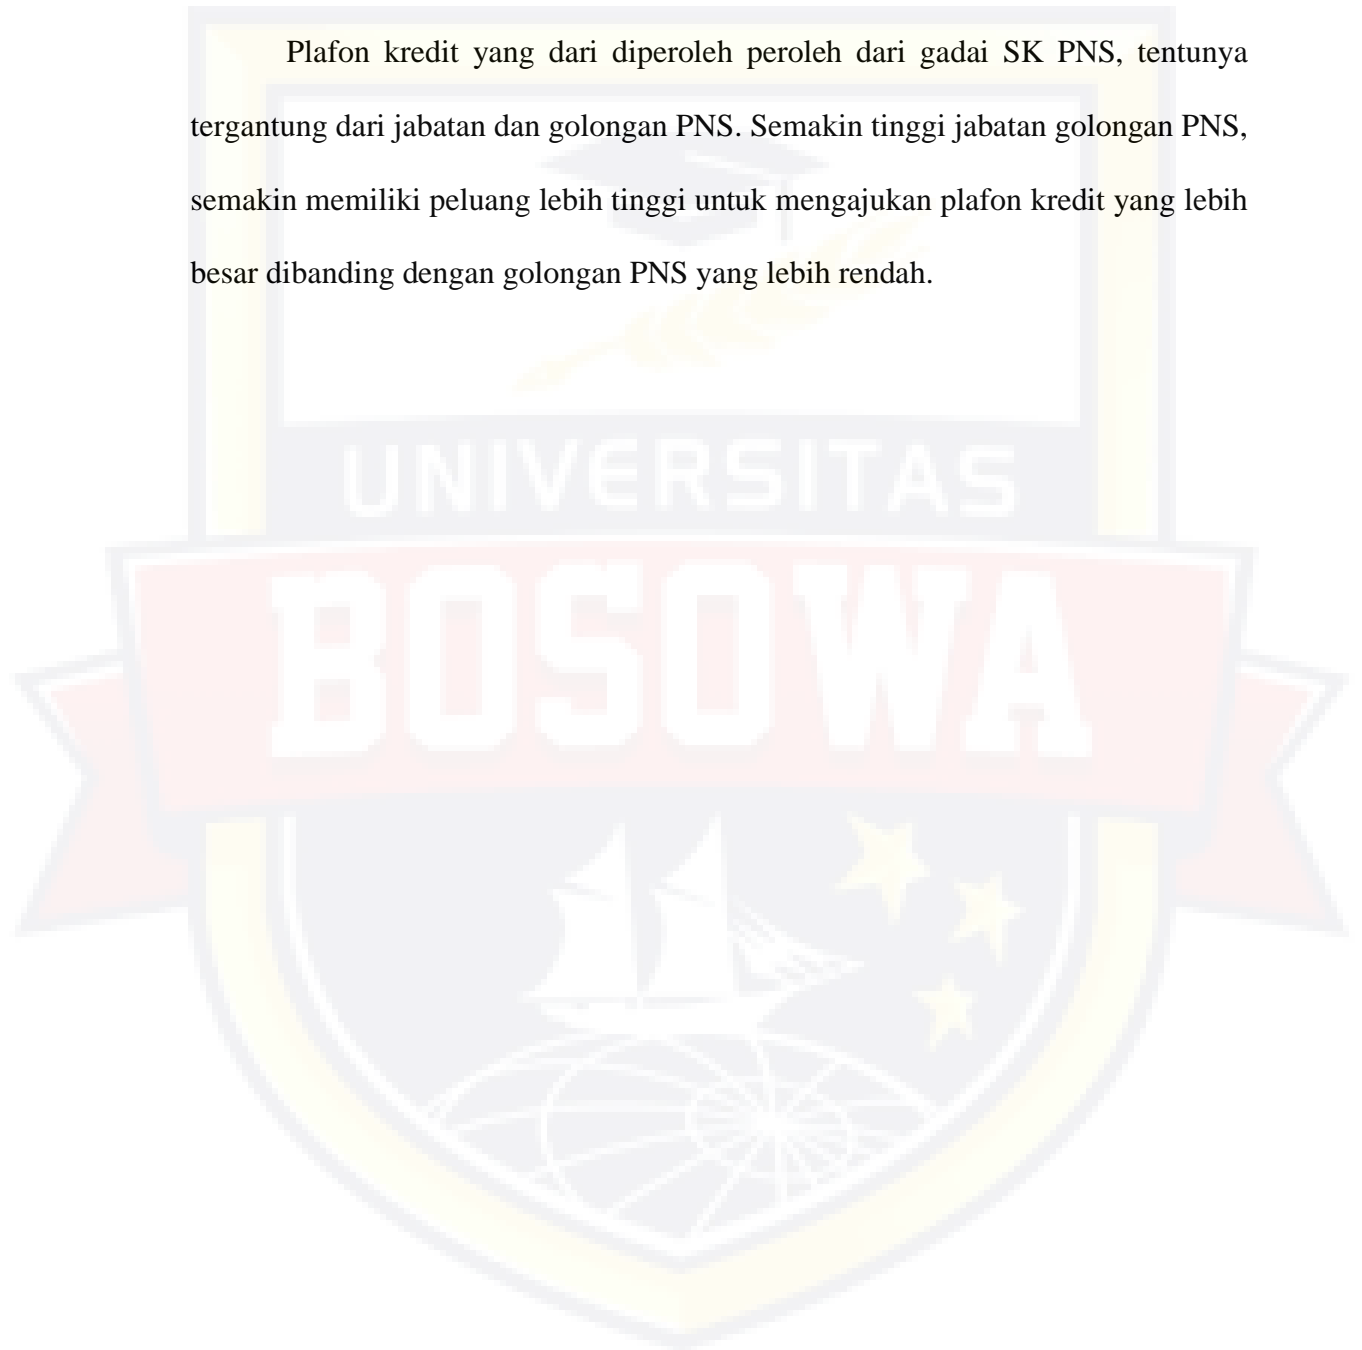 Plafon kredit yang dari diperoleh peroleh dari gadai SK PNS, tentunya
tergantung dari jabatan dan golongan PNS. Semakin tinggi jabatan golongan PNS,
semakin memiliki peluang lebih tinggi untuk mengajukan plafon kredit yang lebih
besar dibanding dengan golongan PNS yang lebih rendah.
UNIVERSITAS
BOSOWA